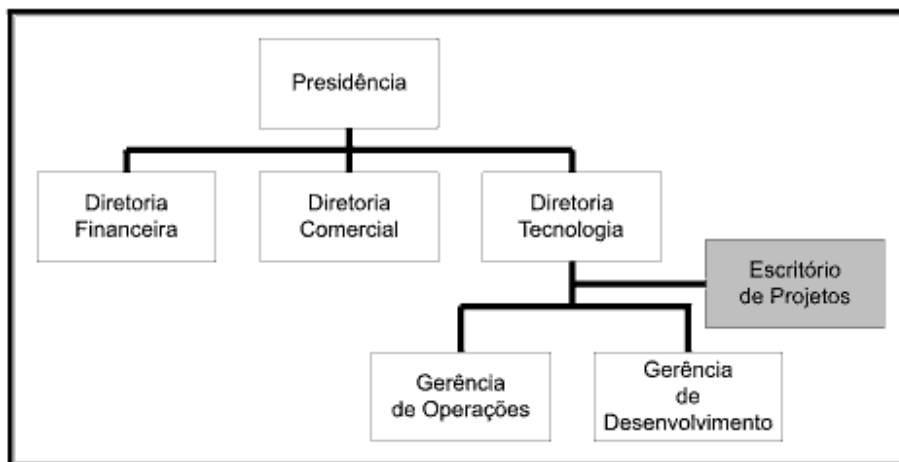 Presidência
Diretoria
Financeira
Diretoria
Comercial
Diretoria
Tecnologia
Escritório
de Projetos
Gerência
de Operações
Gerência
de
Desenvolvimento